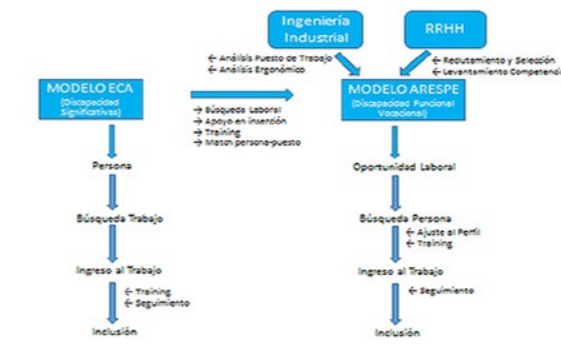 Ingeniería
Industrial
RRHH
← Análisis Puesto de Trabajo
← Análisis Ergonómico
← Reclutamiento y Selección
← Levantamiento Competencia
MODELO ECA
(Discapacidad
Significativas)
MODELO ARESPE
(Discapacidad Funcional
Vocacional)
→ Búsqueda Laboral
→ Apoyo en inserción
→ Training
→ Match persona-puesto
Persona
Oportunidad Laboral
Búsqueda Trabajo
Búsqueda Persona
← Ajuste al Perfil
← Training
Ingreso al Trabajo
Ingreso al Trabajo
← Training
← Seguimiento
← Seguimiento
Inclusión
Inclusión